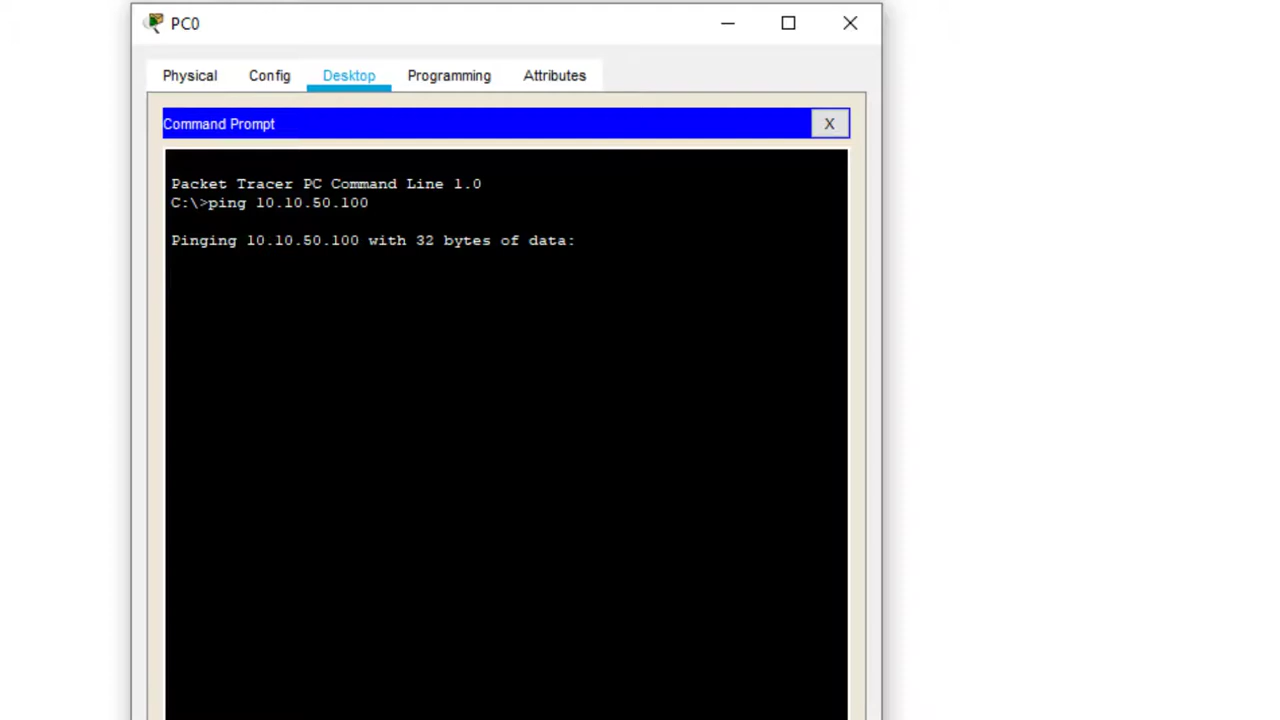 PC0
Physical Config Desktop Programming Attributes
Command Prompt X
Packet Tracer PC Command Line 1.0
C:\>ping 10.10.50.100
Pinging 10.10.50.100 with 32 bytes of data: